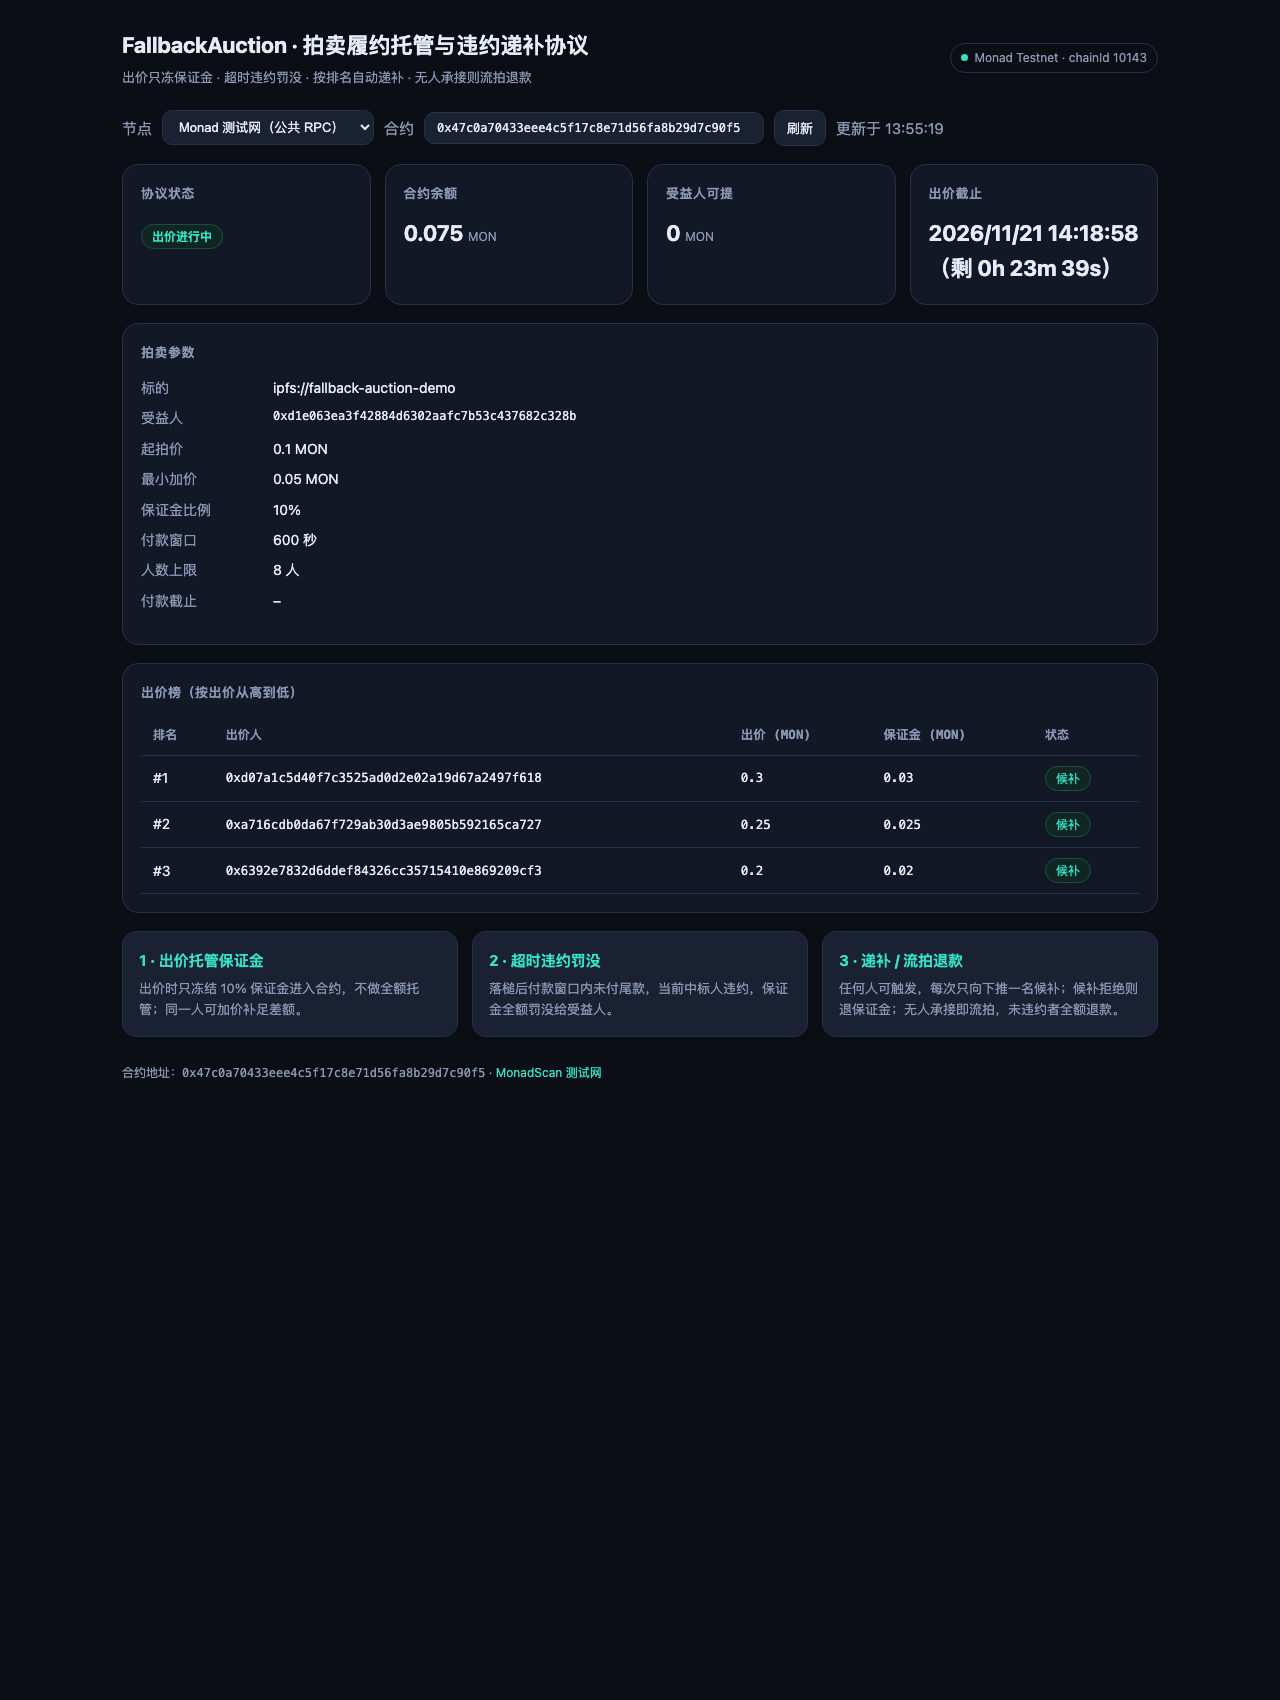 FallbackAuction · 拍卖履约托管与违约递补协议
出价只冻保证金 · 超时违约罚没 · 按排名自动递补 · 无人承接则流拍退款
Monad Testnet · chainId 10143
节点 Monad 测试网（公共 RPC） 合约 0x47c0a70433eee4c5f17c8e71d56fa8b29d7c90f5 刷新 更新于 13:55:19
协议状态
出价进行中
合约余额
0.075 MON
受益人可提
0 MON
出价截止
2026/11/21 14:18:58
（剩 0h 23m 39s）
拍卖参数
标的 ipfs://fallback-auction-demo
受益人 0xd1e063ea3f42884d6302aafc7b53c437682c328b
起拍价 0.1 MON
最小加价 0.05 MON
保证金比例 10%
付款窗口 600 秒
人数上限 8 人
付款截止 –
出价榜（按出价从高到低）
排名 出价人 出价 (MON) 保证金 (MON) 状态
#1 0xd07a1c5d40f7c3525ad0d2e02a19d67a2497f618 0.3 0.03 候补
#2 0xa716cdb0da67f729ab30d3ae9805b592165ca727 0.25 0.025 候补
#3 0x6392e7832d6ddef84326cc35715410e869209cf3 0.2 0.02 候补
1 · 出价托管保证金
出价时只冻结 10% 保证金进入合约，不做全额托
管；同一人可加价补足差额。
2 · 超时违约罚没
落槌后付款窗口内未付尾款，当前中标人违约，保证
金全额罚没给受益人。
3 · 递补 / 流拍退款
任何人可触发，每次只向下推一名候补；候补拒绝则
退保证金；无人承接即流拍，未违约者全额退款。
合约地址：0x47c0a70433eee4c5f17c8e71d56fa8b29d7c90f5 · MonadScan 测试网